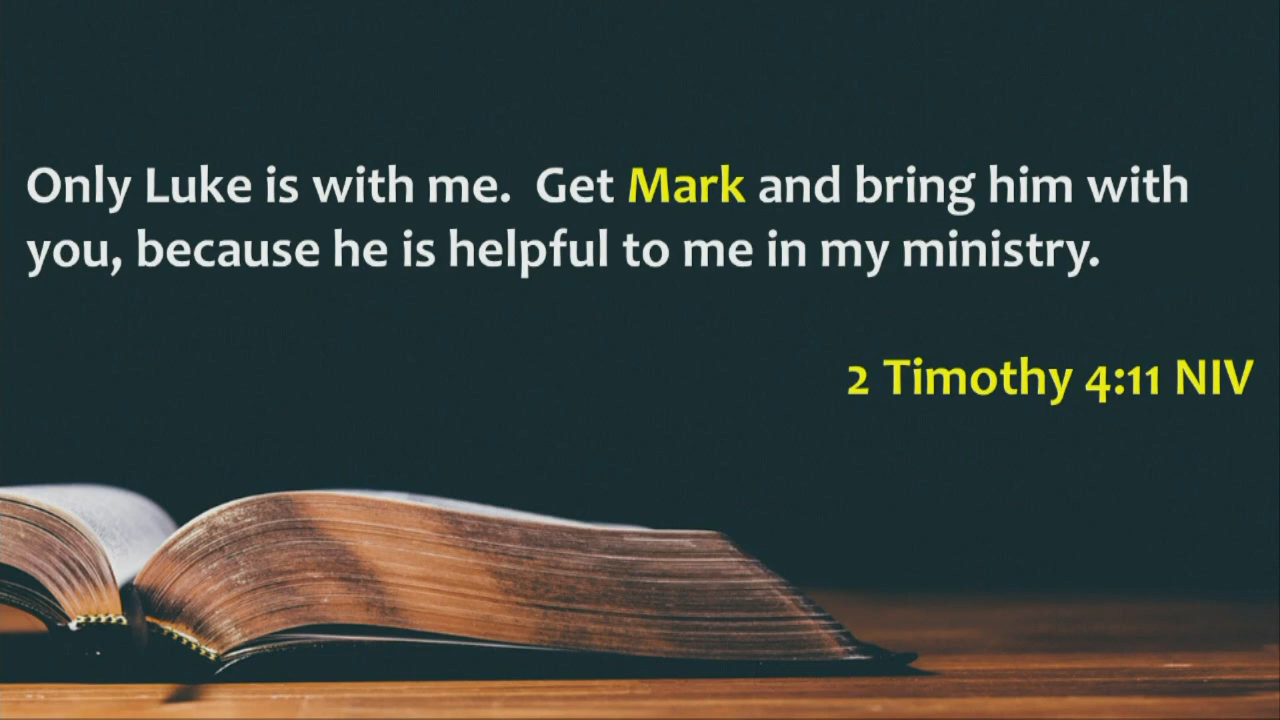 Only Luke is with me.  Get Mark and bring him with
you, because he is helpful to me in my ministry.
2 Timothy 4:11 NIV